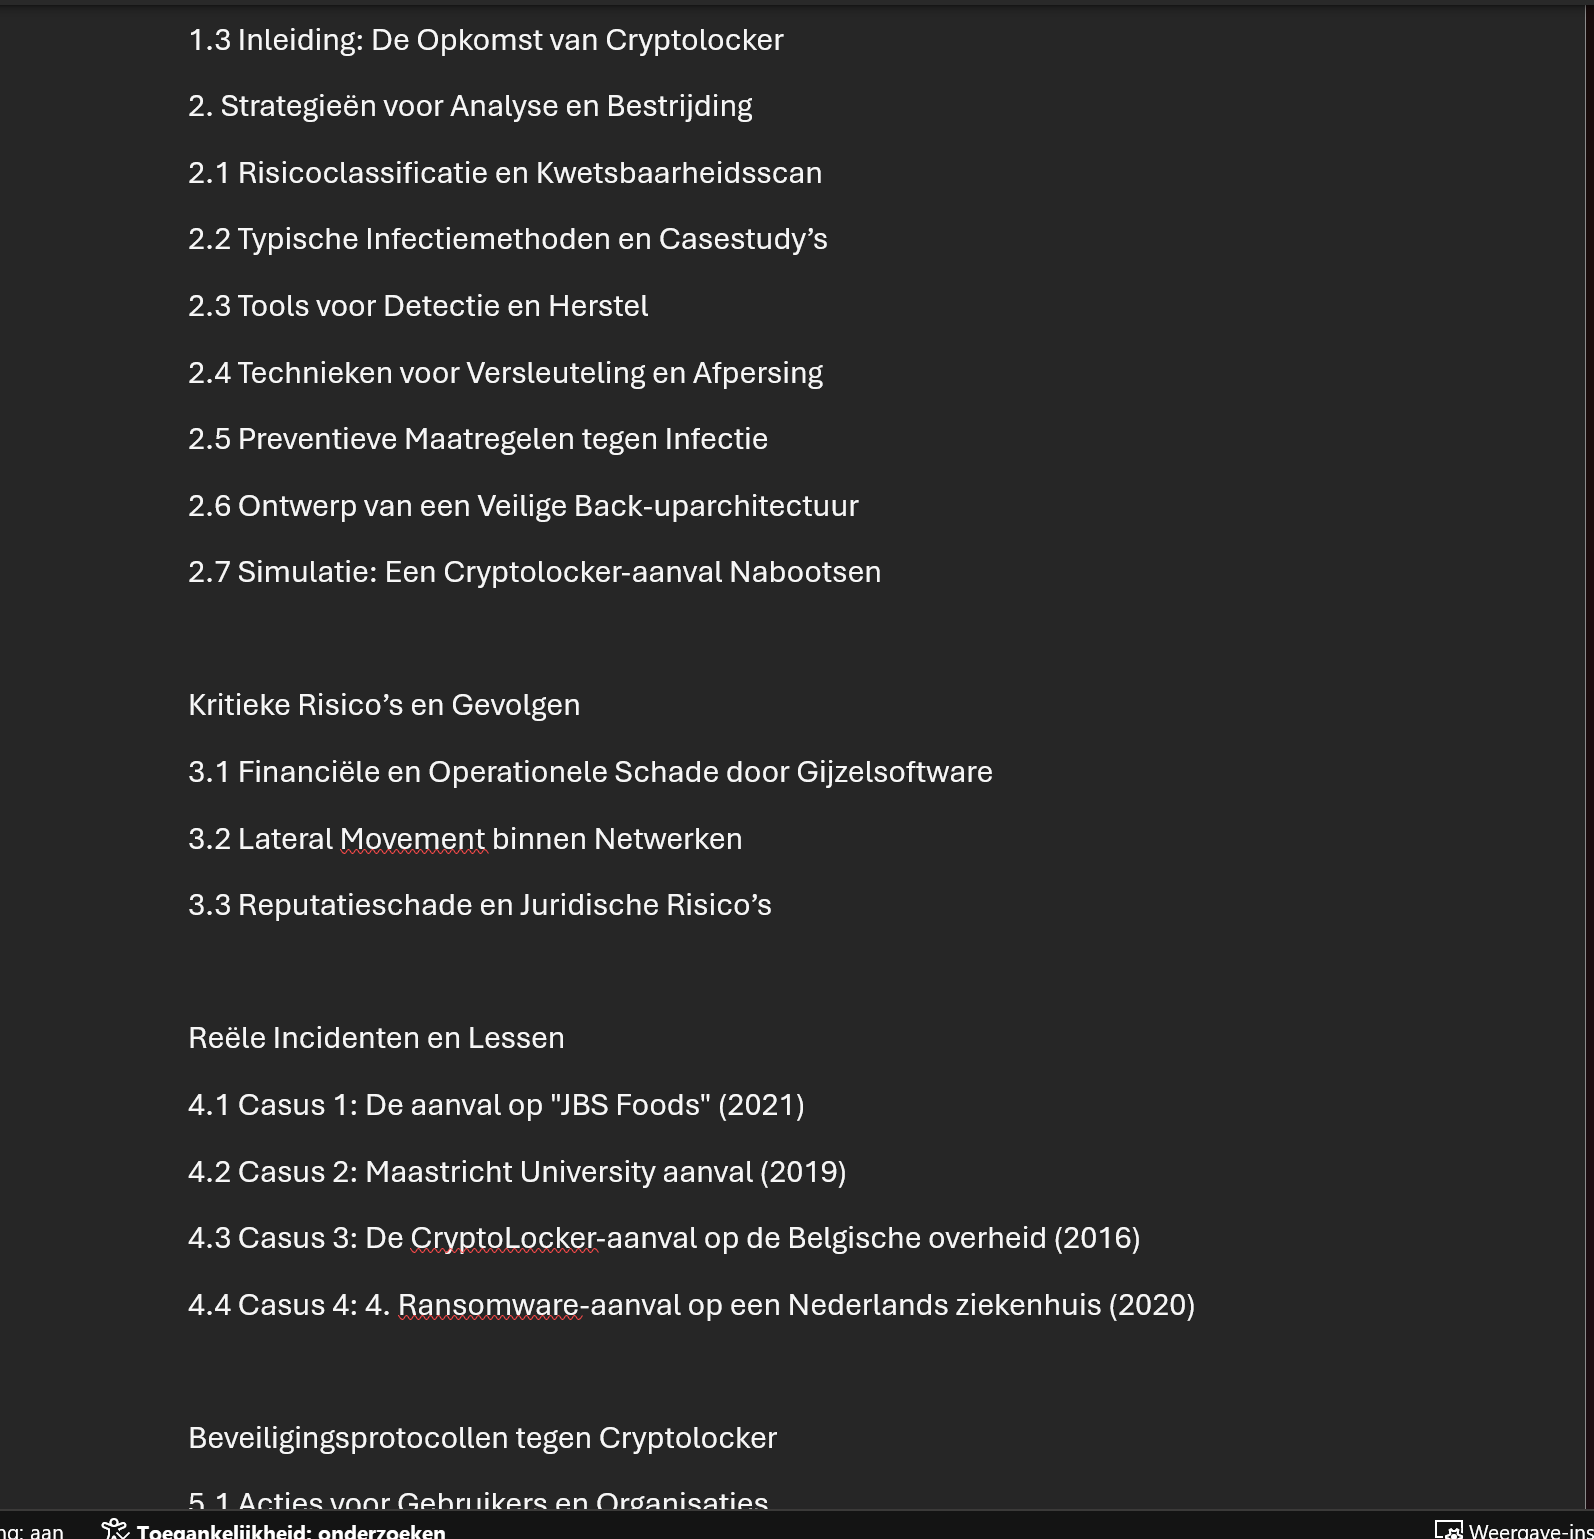 1.3 Inleiding: De Opkomst van Cryptolocker
2. Strategieën voor Analyse en Bestrijding
2.1 Risicoclassificatie en Kwetsbaarheidsscan
2.2 Typische Infectiemethoden en Casestudy’s
2.3 Tools voor Detectie en Herstel
2.4 Technieken voor Versleuteling en Afpersing
2.5 Preventieve Maatregelen tegen Infectie
2.6 Ontwerp van een Veilige Back-uparchitectuur
2.7 Simulatie: Een Cryptolocker-aanval Nabootsen
Kritieke Risico’s en Gevolgen
3.1 Financiële en Operationele Schade door Gijzelsoftware
3.2 Lateral Movement binnen Netwerken
3.3 Reputatieschade en Juridische Risico’s
Reële Incidenten en Lessen
4.1 Casus 1: De aanval op "JBS Foods" (2021)
4.2 Casus 2: Maastricht University aanval (2019)
4.3 Casus 3: De CryptoLocker-aanval op de Belgische overheid (2016)
4.4 Casus 4: 4. Ransomware-aanval op een Nederlands ziekenhuis (2020)
Beveiligingsprotocollen tegen Cryptolocker
5.1 Acties voor Gebruikers en Organisaties
ng: aan Toegankelijkheid: onderzoeken Weergave-ins